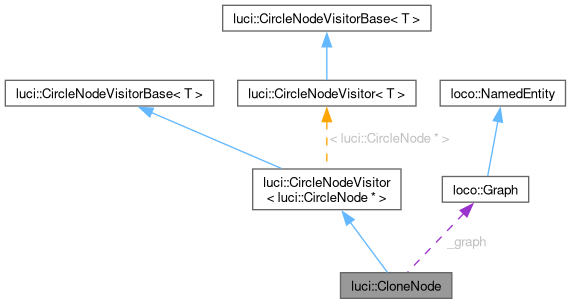 luci::CircleNodeVisitorBase< T >
luci::CircleNodeVisitorBase< T >
luci::CircleNodeVisitor< T >
loco::NamedEntity
< luci::CircleNode * >
luci::CircleNodeVisitor
< luci::CircleNode * >
loco::Graph
_graph
luci::CloneNode